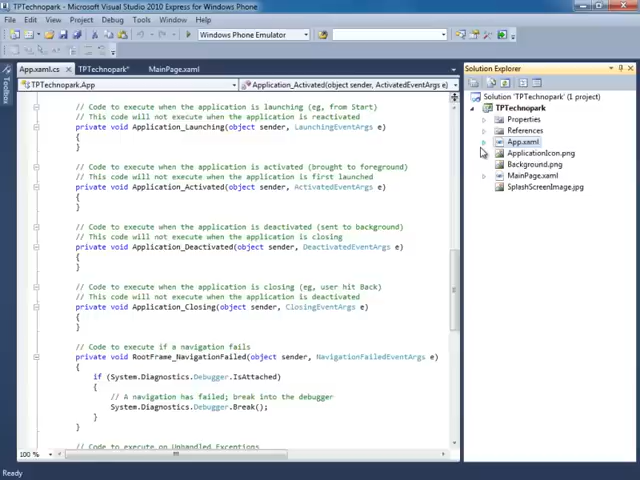 TPTechnopark - Microsoft Visual Studio 2010 Express for Windows Phone
File Edit View Project Debug Tools Window Help
Windows Phone Emulator
App.xaml.cs TPTechnopark* MainPage.xaml
TPTechnopark.App
Application_Activated(object sender, ActivatedEventArgs e)
// Code to execute when the application is launching (eg, from Start)
// This code will not execute when the application is reactivated
private void Application_Launching(object sender, LaunchingEventArgs e)
{
}
// Code to execute when the application is activated (brought to foreground)
// This code will not execute when the application is first launched
private void Application_Activated(object sender, ActivatedEventArgs e)
{
}
// Code to execute when the application is deactivated (sent to background)
// This code will not execute when the application is closing
private void Application_Deactivated(object sender, DeactivatedEventArgs e)
{
}
// Code to execute when the application is closing (eg, user hit Back)
// This code will not execute when the application is deactivated
private void Application_Closing(object sender, ClosingEventArgs e)
{
}
// Code to execute if a navigation fails
private void RootFrame_NavigationFailed(object sender, NavigationFailedEventArgs e)
{
if (System.Diagnostics.Debugger.IsAttached)
{
// A navigation has failed; break into the debugger
System.Diagnostics.Debugger.Break();
}
}
// Code to execute on Unhandled Exceptions
100 %
Ready
Toolbox
Solution Explorer
Solution 'TPTechnopark' (1 project)
TPTechnopark
Properties
References
App.xaml
ApplicationIcon.png
Background.png
MainPage.xaml
SplashScreenImage.jpg